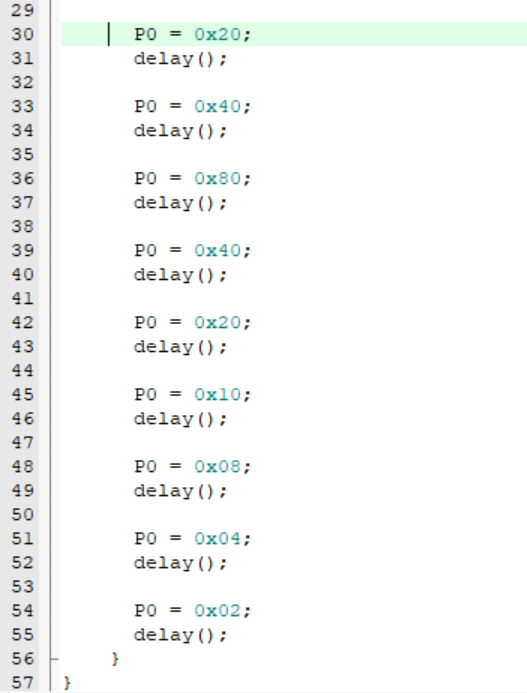 29
30 P0 = 0x20;
31 delay();
32
33 P0 = 0x40;
34 delay();
35
36 P0 = 0x80;
37 delay();
38
39 P0 = 0x40;
40 delay();
41
42 P0 = 0x20;
43 delay();
44
45 P0 = 0x10;
46 delay();
47
48 P0 = 0x08;
49 delay();
50
51 P0 = 0x04;
52 delay();
53
54 P0 = 0x02;
55 delay();
56 }
57 }